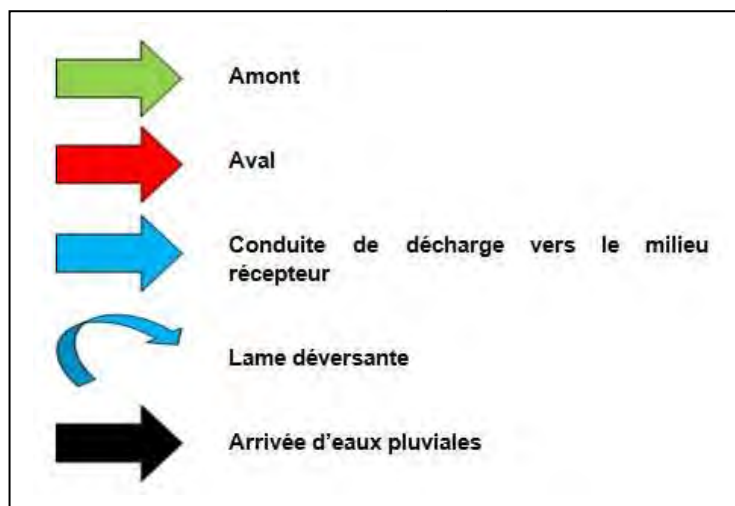 Amont
Aval
Conduite de décharge vers le milieu
récepteur
Lame déversante
Arrivée d'eaux pluviales